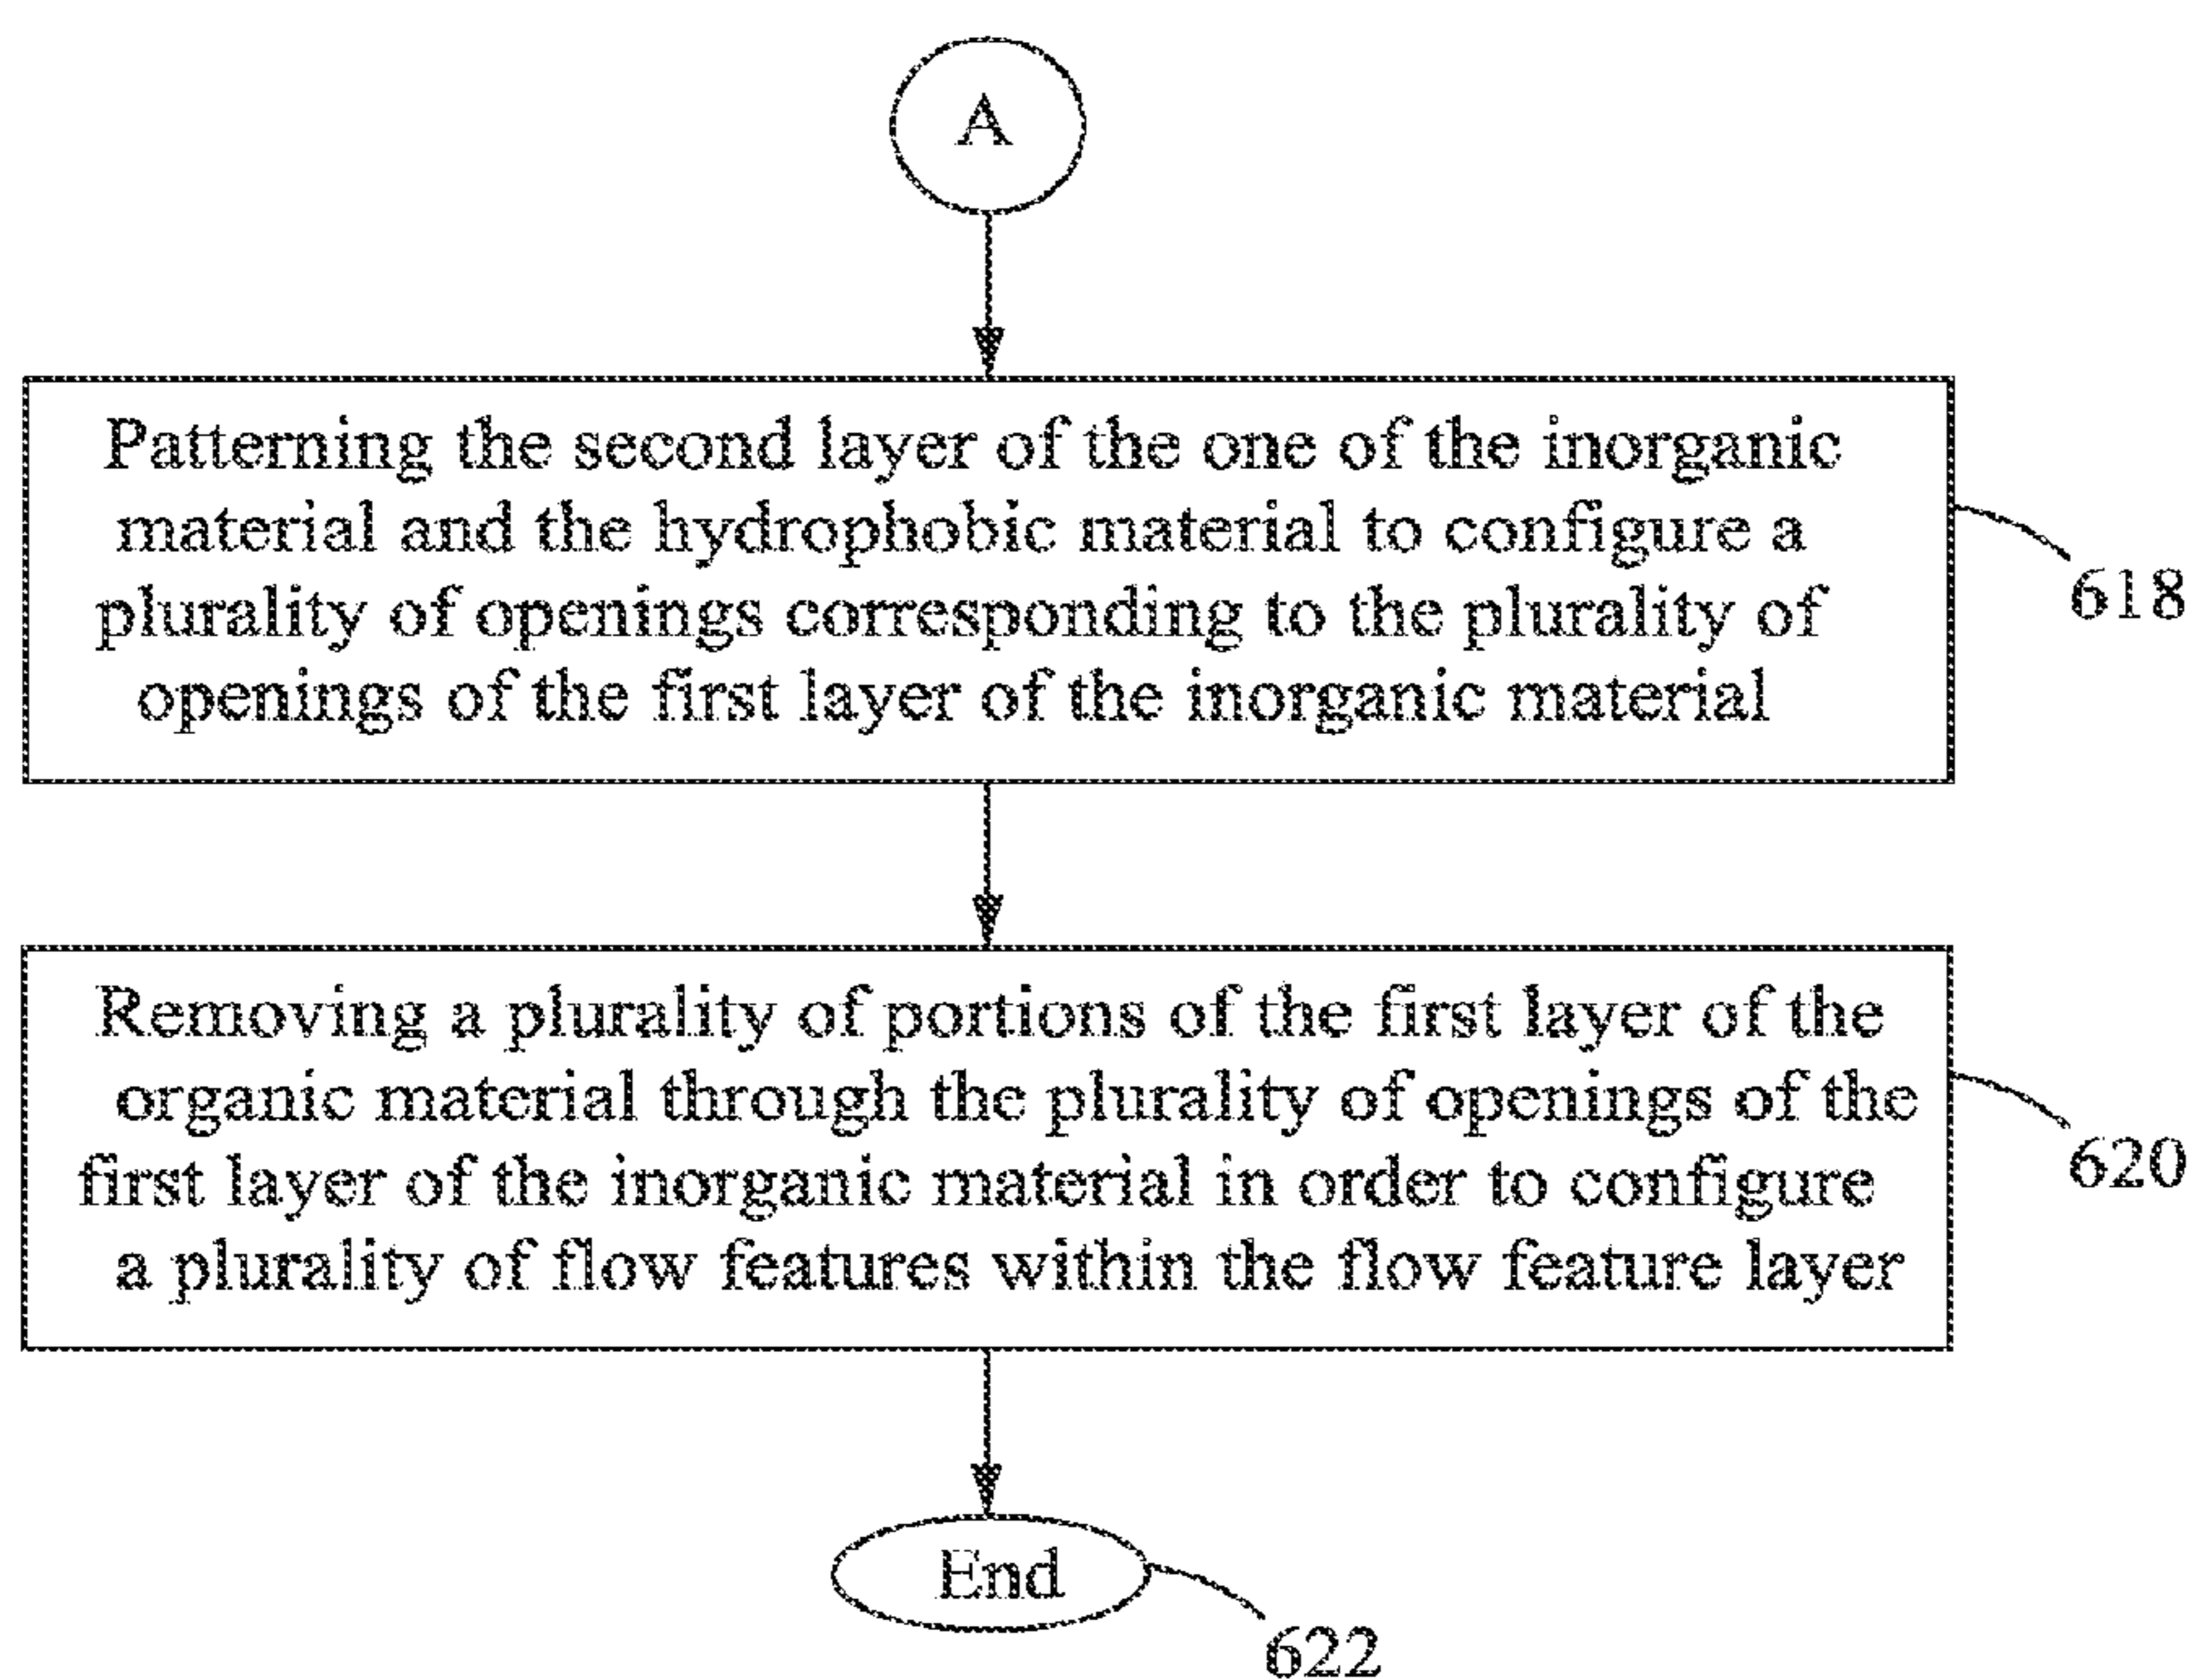 A
Patterning the second layer of the one of the inorganic
material and the hydrophobic material to configure a
plurality of openings corresponding to the plurality of
openings of the first layer of the inorganic material
618
Removing a plurality of portions of the first layer of the
organic material through the plurality of openings of the
first layer of the inorganic material in order to configure
a plurality of flow features within the flow feature layer
620
End
622